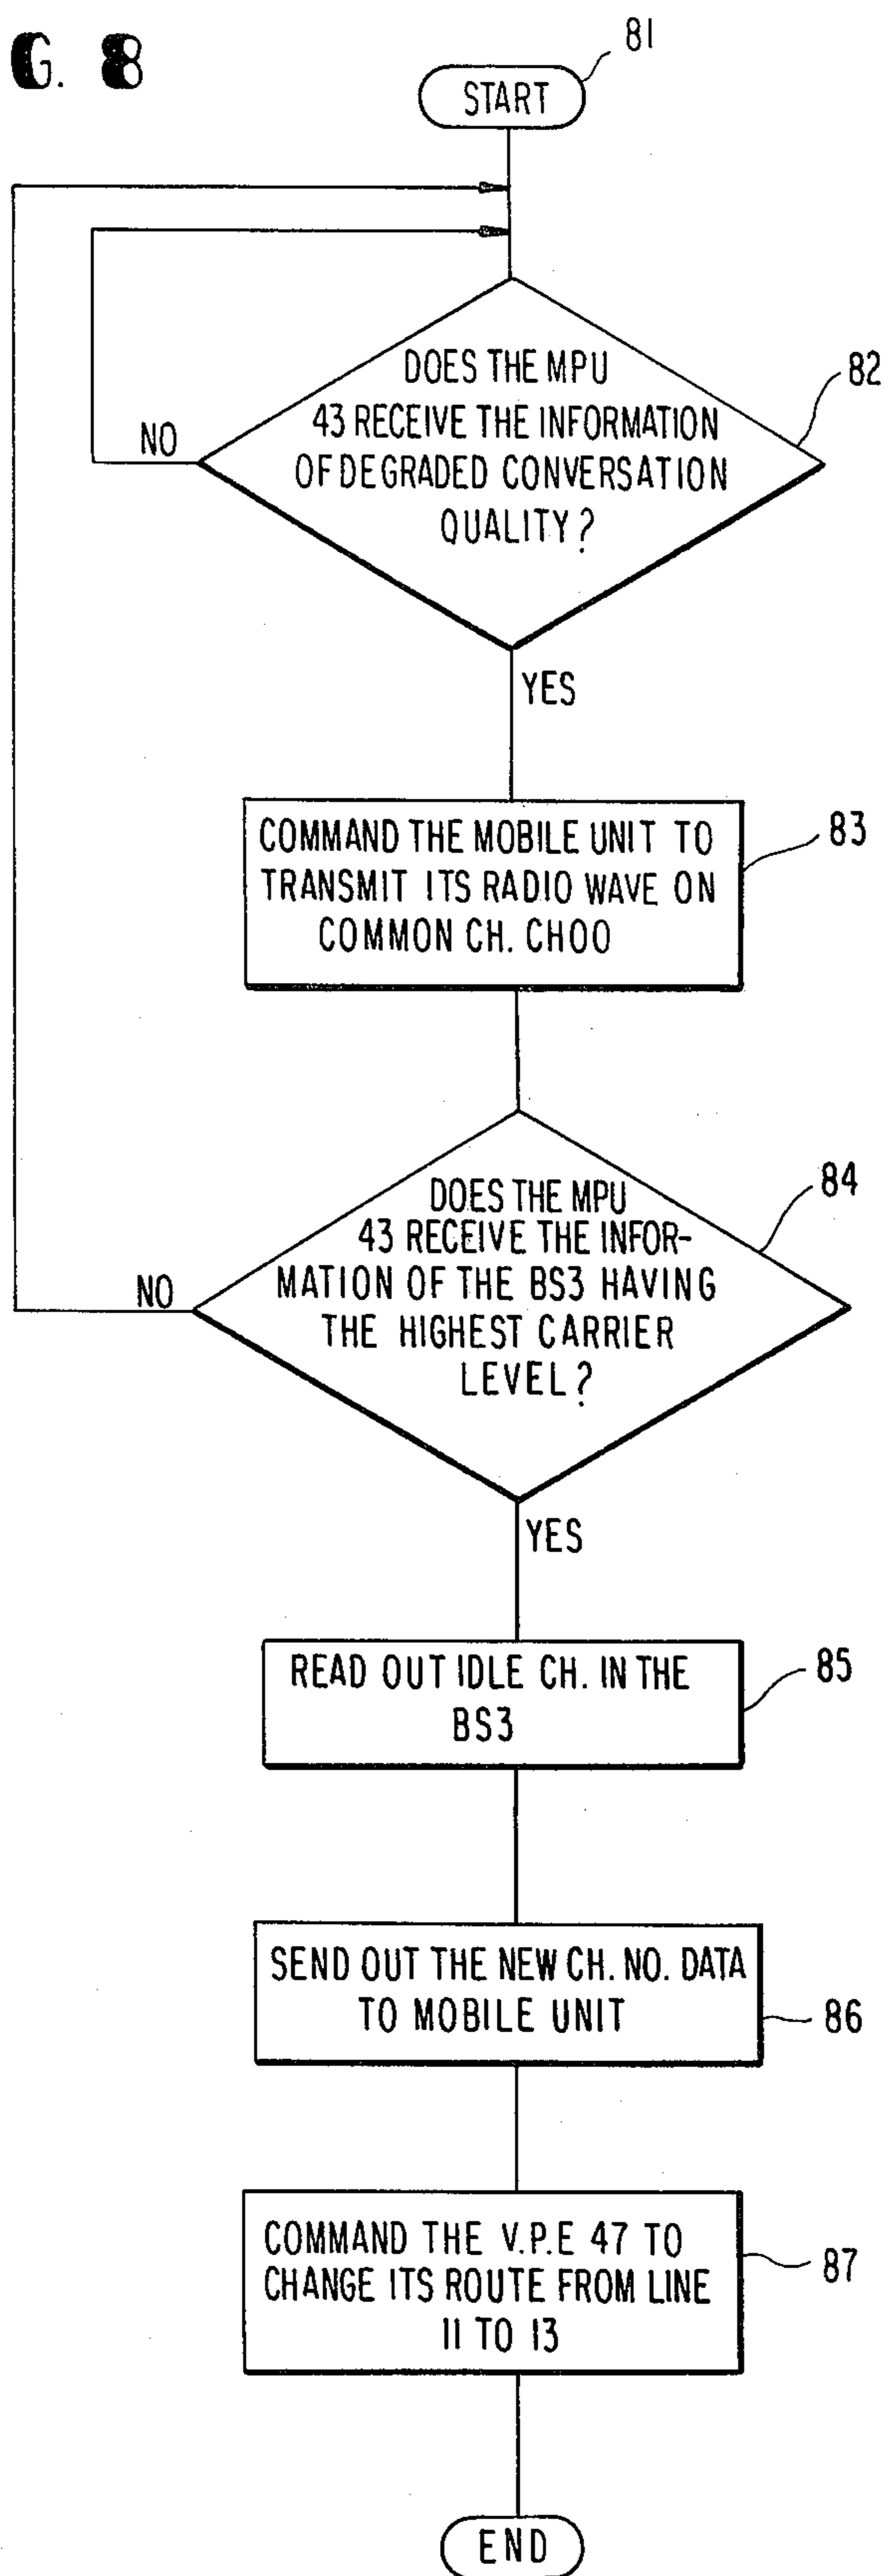 G. 8
81
START
82
DOES THE MPU
43 RECEIVE THE INFORMATION
OF DEGRADED CONVERSATION
QUALITY?
NO
YES
83
COMMAND THE MOBILE UNIT TO
TRANSMIT ITS RADIO WAVE ON
COMMON CH. CH00
84
DOES THE MPU
43 RECEIVE THE INFOR-
MATION OF THE BS3 HAVING
THE HIGHEST CARRIER
LEVEL?
NO
YES
85
READ OUT IDLE CH. IN THE
BS3
SEND OUT THE NEW CH. NO. DATA
TO MOBILE UNIT
86
COMMAND THE V.P.E 47 TO
CHANGE ITS ROUTE FROM LINE
11 TO 13
87
END